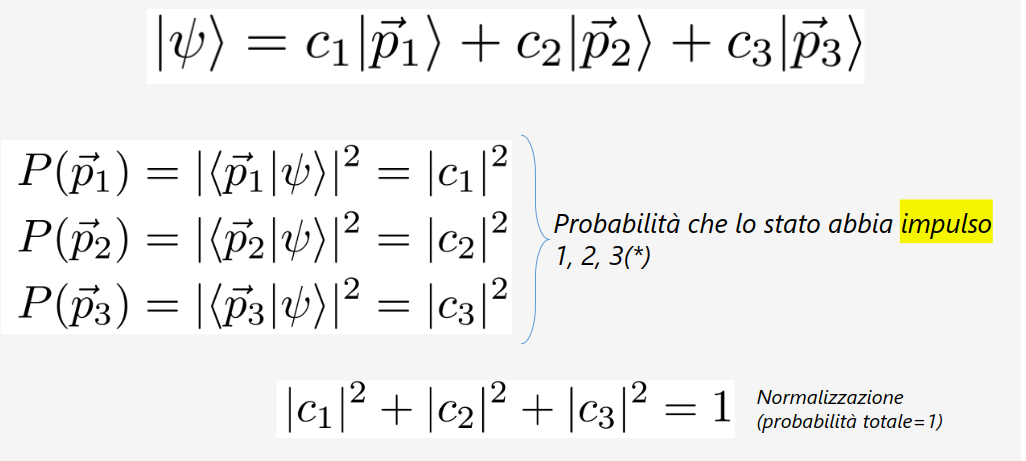 |ψ⟩ = c₁|p⃗₁⟩ + c₂|p⃗₂⟩ + c₃|p⃗₃⟩
P(p⃗₁) = |⟨p⃗₁|ψ⟩|² = |c₁|²
P(p⃗₂) = |⟨p⃗₂|ψ⟩|² = |c₂|²
P(p⃗₃) = |⟨p⃗₃|ψ⟩|² = |c₃|²
Probabilità che lo stato abbia impulso
1, 2, 3(*)
|c₁|² + |c₂|² + |c₃|² = 1
Normalizzazione
(probabilità totale=1)